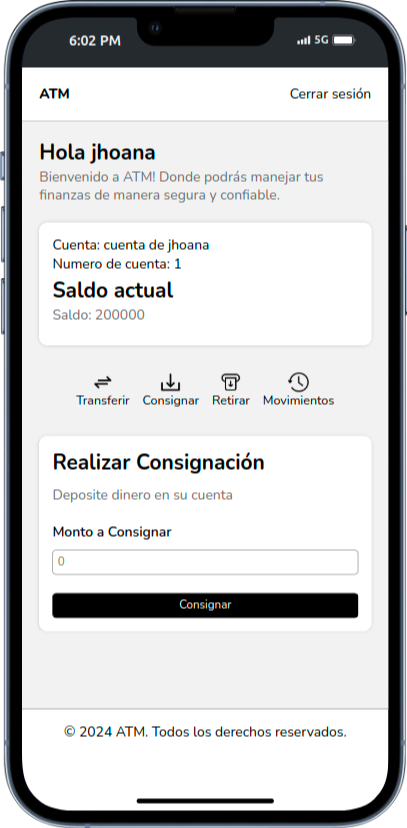 6:02 PM
5G
ATM
Cerrar sesión
Hola jhoana
Bienvenido a ATM! Donde podrás manejar tus
finanzas de manera segura y confiable.
Cuenta: cuenta de jhoana
Numero de cuenta: 1
Saldo actual
Saldo: 200000
Transferir
Consignar
Retirar
Movimientos
Realizar Consignación
Deposite dinero en su cuenta
Monto a Consignar
0
Consignar
© 2024 ATM. Todos los derechos reservados.